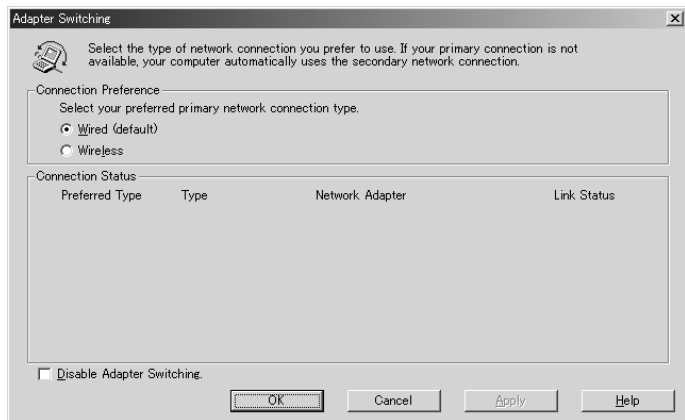 Adapter Switching
Select the type of network connection you prefer to use. If your primary connection is not
available, your computer automatically uses the secondary network connection.
Connection Preference
Select your preferred primary network connection type.
Wired (default)
Wireless
Connection Status
Preferred Type Type Network Adapter Link Status
Disable Adapter Switching.
OK Cancel Apply Help